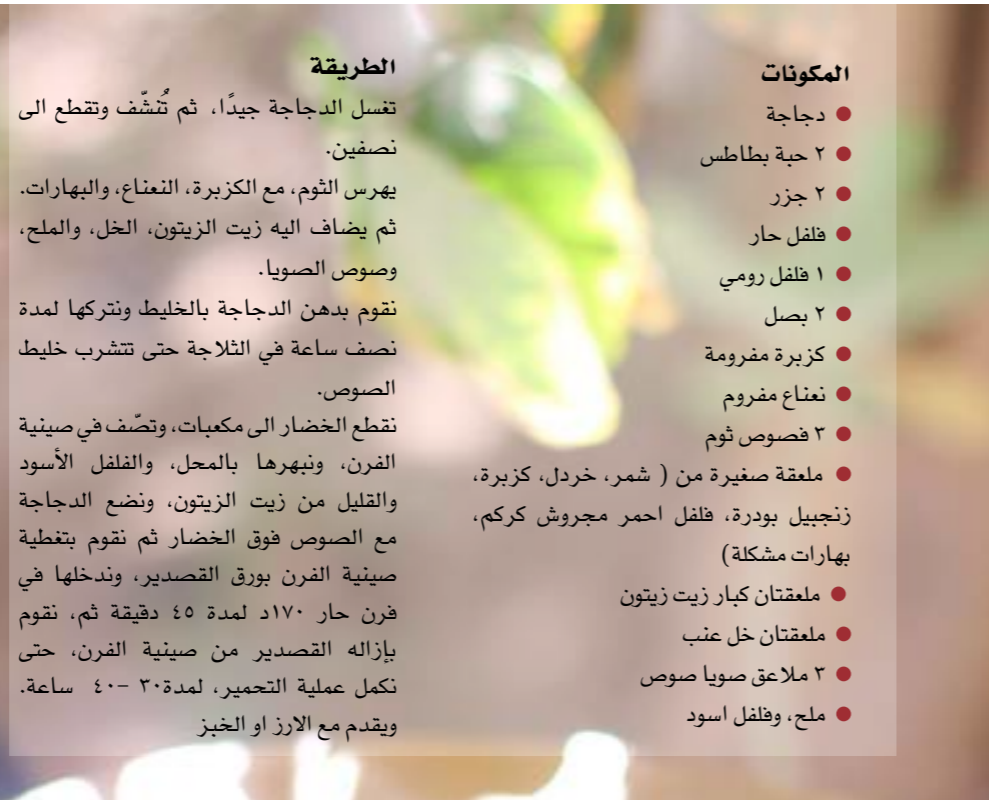 المكونات
● دجاجة
● ٢ حبة بطاطس
● ٢ جزر
● فلفل حار
● ١ فلفل رومي
● ٢ بصل
● كزبرة مفرومة
● نعناع مفروم
● ٣ فصوص ثوم
● ملعقة صغيرة من ( شمر، خردل، كزبرة،
زنجبيل بودرة، فلفل احمر مجروش كركم،
بهارات مشكلة)
● ملعقتان كبار زيت زيتون
● ملعقتان خل عنب
● ٣ ملاعق صويا صوص
● ملح، وفلفل اسود
الطريقة
تغسل الدجاجة جيدًا، ثم تُنشّف وتقطع الى
نصفين.
يهرس الثوم، مع الكزبرة، النعناع، والبهارات.
ثم يضاف اليه زيت الزيتون، الخل، والملح،
وصوص الصويا.
نقوم بدهن الدجاجة بالخليط ونتركها لمدة
نصف ساعة في الثلاجة حتى تتشرب خليط
الصوص.
نقطع الخضار الى مكعبات، وتصّف في صينية
الفرن، ونبهرها بالمحل، والفلفل الأسود
والقليل من زيت الزيتون، ونضع الدجاجة
مع الصوص فوق الخضار ثم نقوم بتغطية
صينية الفرن بورق القصدير، وندخلها في
فرن حار ١٧٠د لمدة ٤٥ دقيقة ثم، نقوم
بإزاله القصدير من صينية الفرن، حتى
نكمل عملية التحمير، لمدة٣٠ -٤٠ ساعة.
ويقدم مع الارز او الخبز